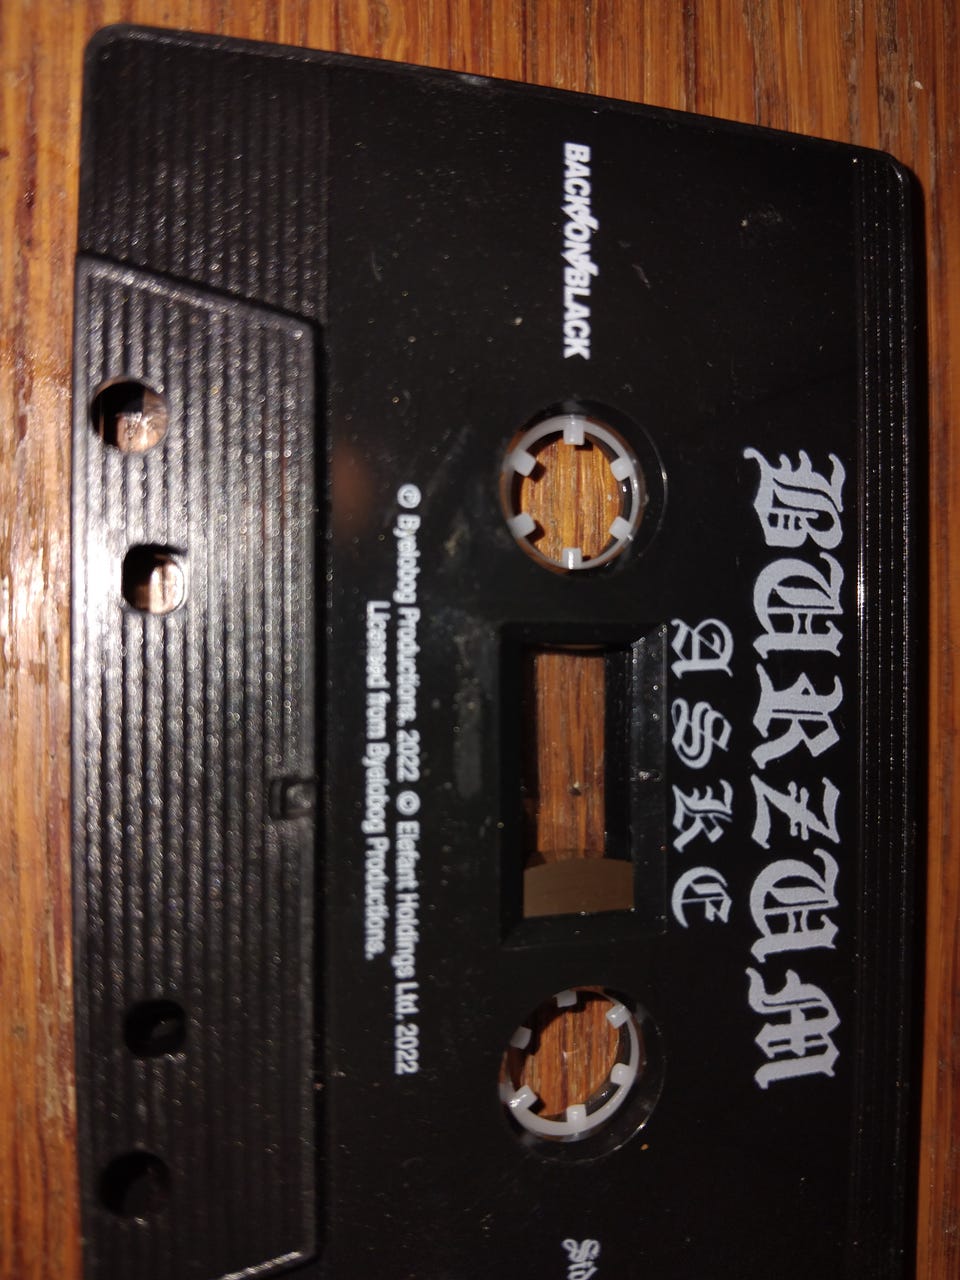 BURZUM
ASKE
BACK ON BLACK
℗ Byelobog Productions. 2022 © Elefant Holdings Ltd. 2022
Licensed from Byelobog Productions.